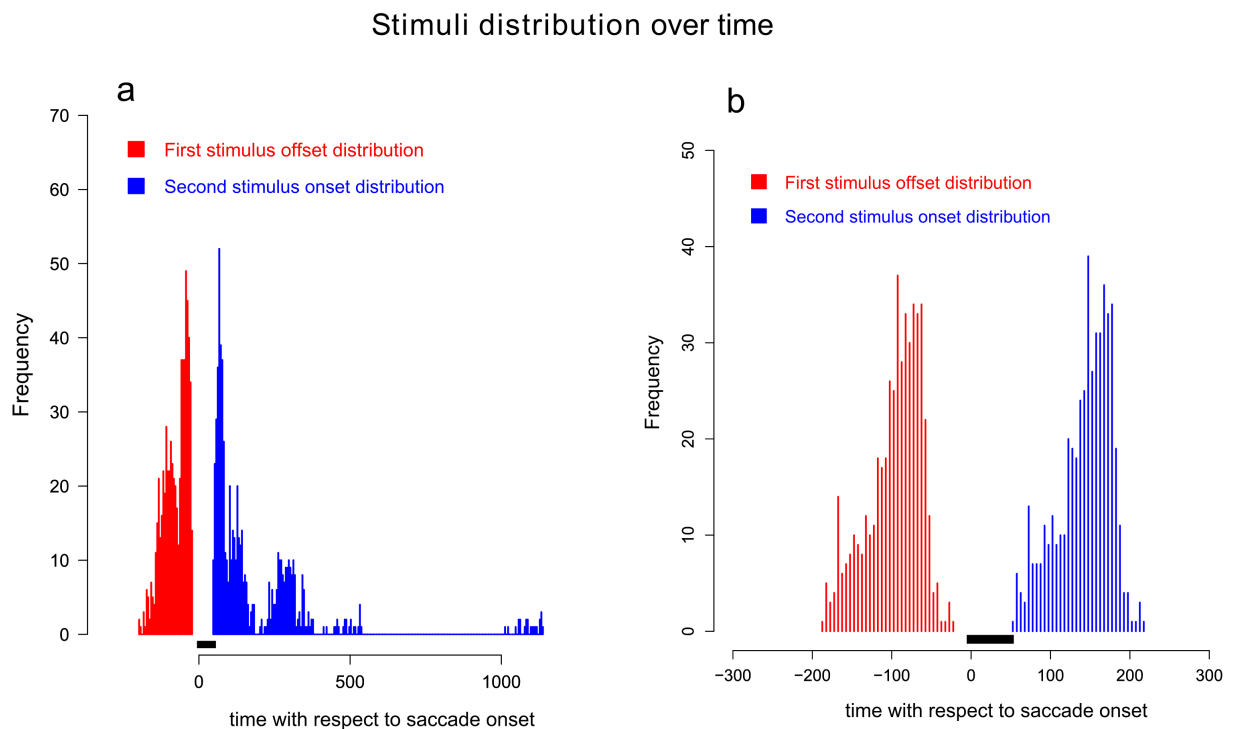 Stimuli distribution over time
a
70
60
50
40
30
20
10
0
Frequency
First stimulus offset distribution
Second stimulus onset distribution
0 500 1000
time with respect to saccade onset
b
50
40
30
20
10
0
Frequency
First stimulus offset distribution
Second stimulus onset distribution
−300 −200 −100 0 100 200 300
time with respect to saccade onset